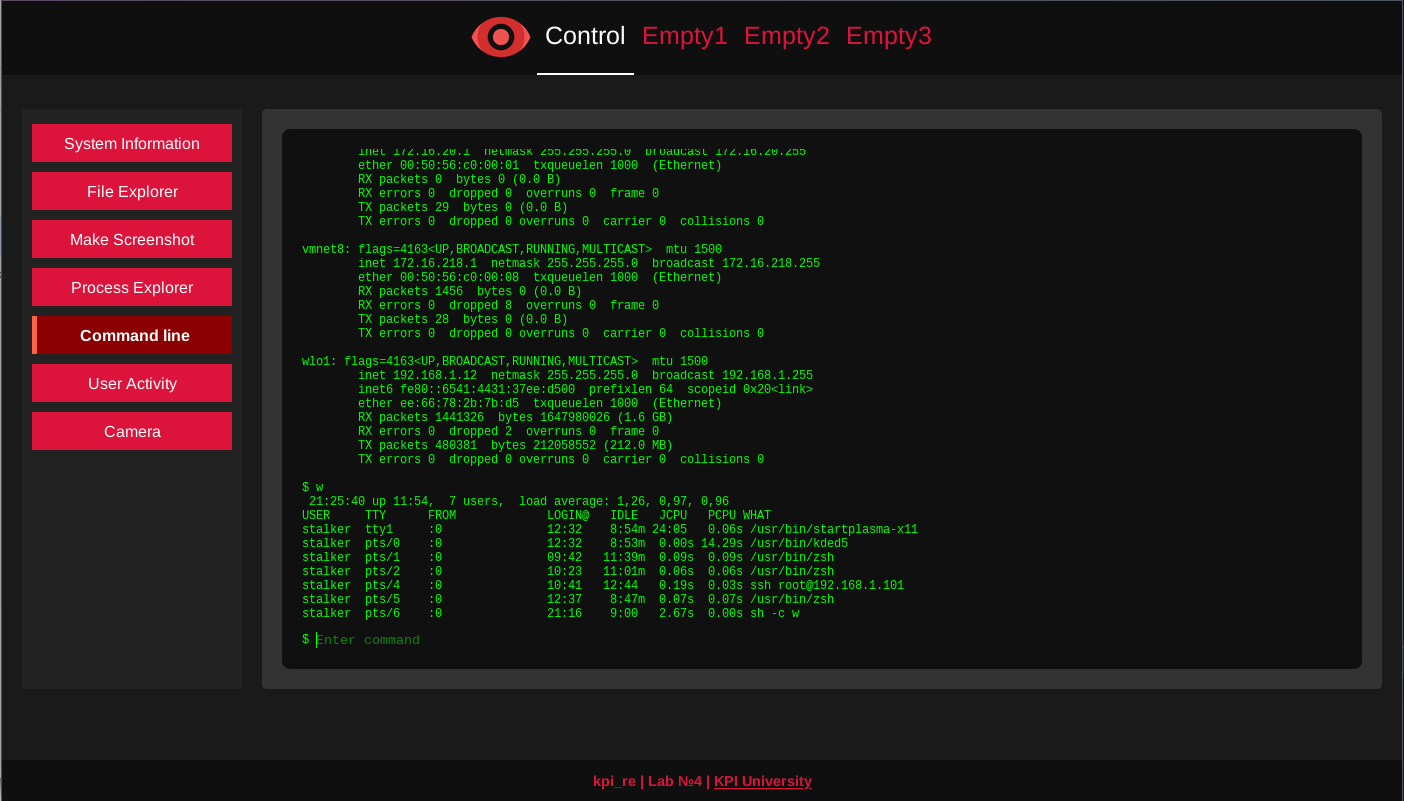 Control Empty1 Empty2 Empty3
System Information
File Explorer
Make Screenshot
Process Explorer
Command line
User Activity
Camera
inet 172.16.20.1  netmask 255.255.255.0  broadcast 172.16.20.255
ether 00:50:56:c0:00:01  txqueuelen 1000  (Ethernet)
RX packets 0  bytes 0 (0.0 B)
RX errors 0  dropped 0  overruns 0  frame 0
TX packets 29  bytes 0 (0.0 B)
TX errors 0  dropped 0 overruns 0  carrier 0  collisions 0
vmnet8: flags=4163<UP,BROADCAST,RUNNING,MULTICAST>  mtu 1500
inet 172.16.218.1  netmask 255.255.255.0  broadcast 172.16.218.255
ether 00:50:56:c0:00:08  txqueuelen 1000  (Ethernet)
RX packets 1456  bytes 0 (0.0 B)
RX errors 0  dropped 8  overruns 0  frame 0
TX packets 28  bytes 0 (0.0 B)
TX errors 0  dropped 0 overruns 0  carrier 0  collisions 0
wlo1: flags=4163<UP,BROADCAST,RUNNING,MULTICAST>  mtu 1500
inet 192.168.1.12  netmask 255.255.255.0  broadcast 192.168.1.255
inet6 fe80::6541:4431:37ee:d500  prefixlen 64  scopeid 0x20<link>
ether ee:66:78:2b:7b:d5  txqueuelen 1000  (Ethernet)
RX packets 1441326  bytes 1647980026 (1.6 GB)
RX errors 0  dropped 2  overruns 0  frame 0
TX packets 480381  bytes 212058552 (212.0 MB)
TX errors 0  dropped 0 overruns 0  carrier 0  collisions 0
$ w
21:25:40 up 11:54,  7 users,  load average: 1,26, 0,97, 0,96
USER     TTY      FROM             LOGIN@   IDLE   JCPU   PCPU WHAT
stalker  tty1     :0               12:32    8:54m 24:05   0.06s /usr/bin/startplasma-x11
stalker  pts/0    :0               12:32    8:53m  0.00s 14.29s /usr/bin/kded5
stalker  pts/1    :0               09:42   11:39m  0.09s  0.09s /usr/bin/zsh
stalker  pts/2    :0               10:23   11:01m  0.06s  0.06s /usr/bin/zsh
stalker  pts/4    :0               10:41   12:44   0.19s  0.03s ssh root@192.168.1.101
stalker  pts/5    :0               12:37    8:47m  0.07s  0.07s /usr/bin/zsh
stalker  pts/6    :0               21:16    9:00   2.67s  0.00s sh -c w
$ Enter command
kpi_re | Lab №4 | KPI University